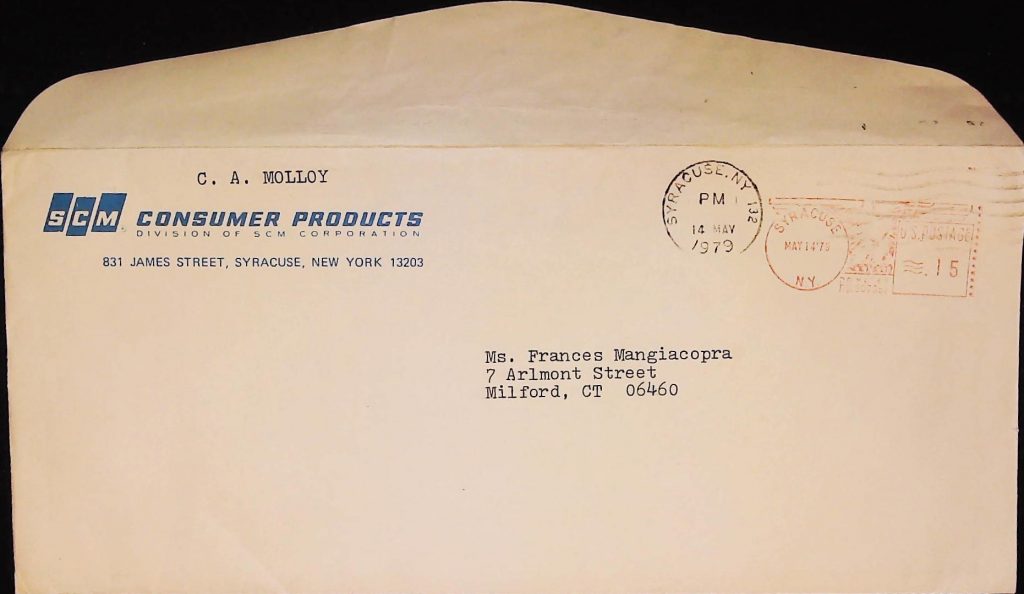 C. A. MOLLOY
SCM CONSUMER PRODUCTS
DIVISION OF SCM CORPORATION
831 JAMES STREET, SYRACUSE, NEW YORK 13203
SYRACUSE, NY 132
PM
14 MAY
1979
SYRACUSE
MAY 14'79
N.Y.
U.S. POSTAGE
.15
Ms. Frances Mangiacopra
7 Arlmont Street
Milford, CT 06460